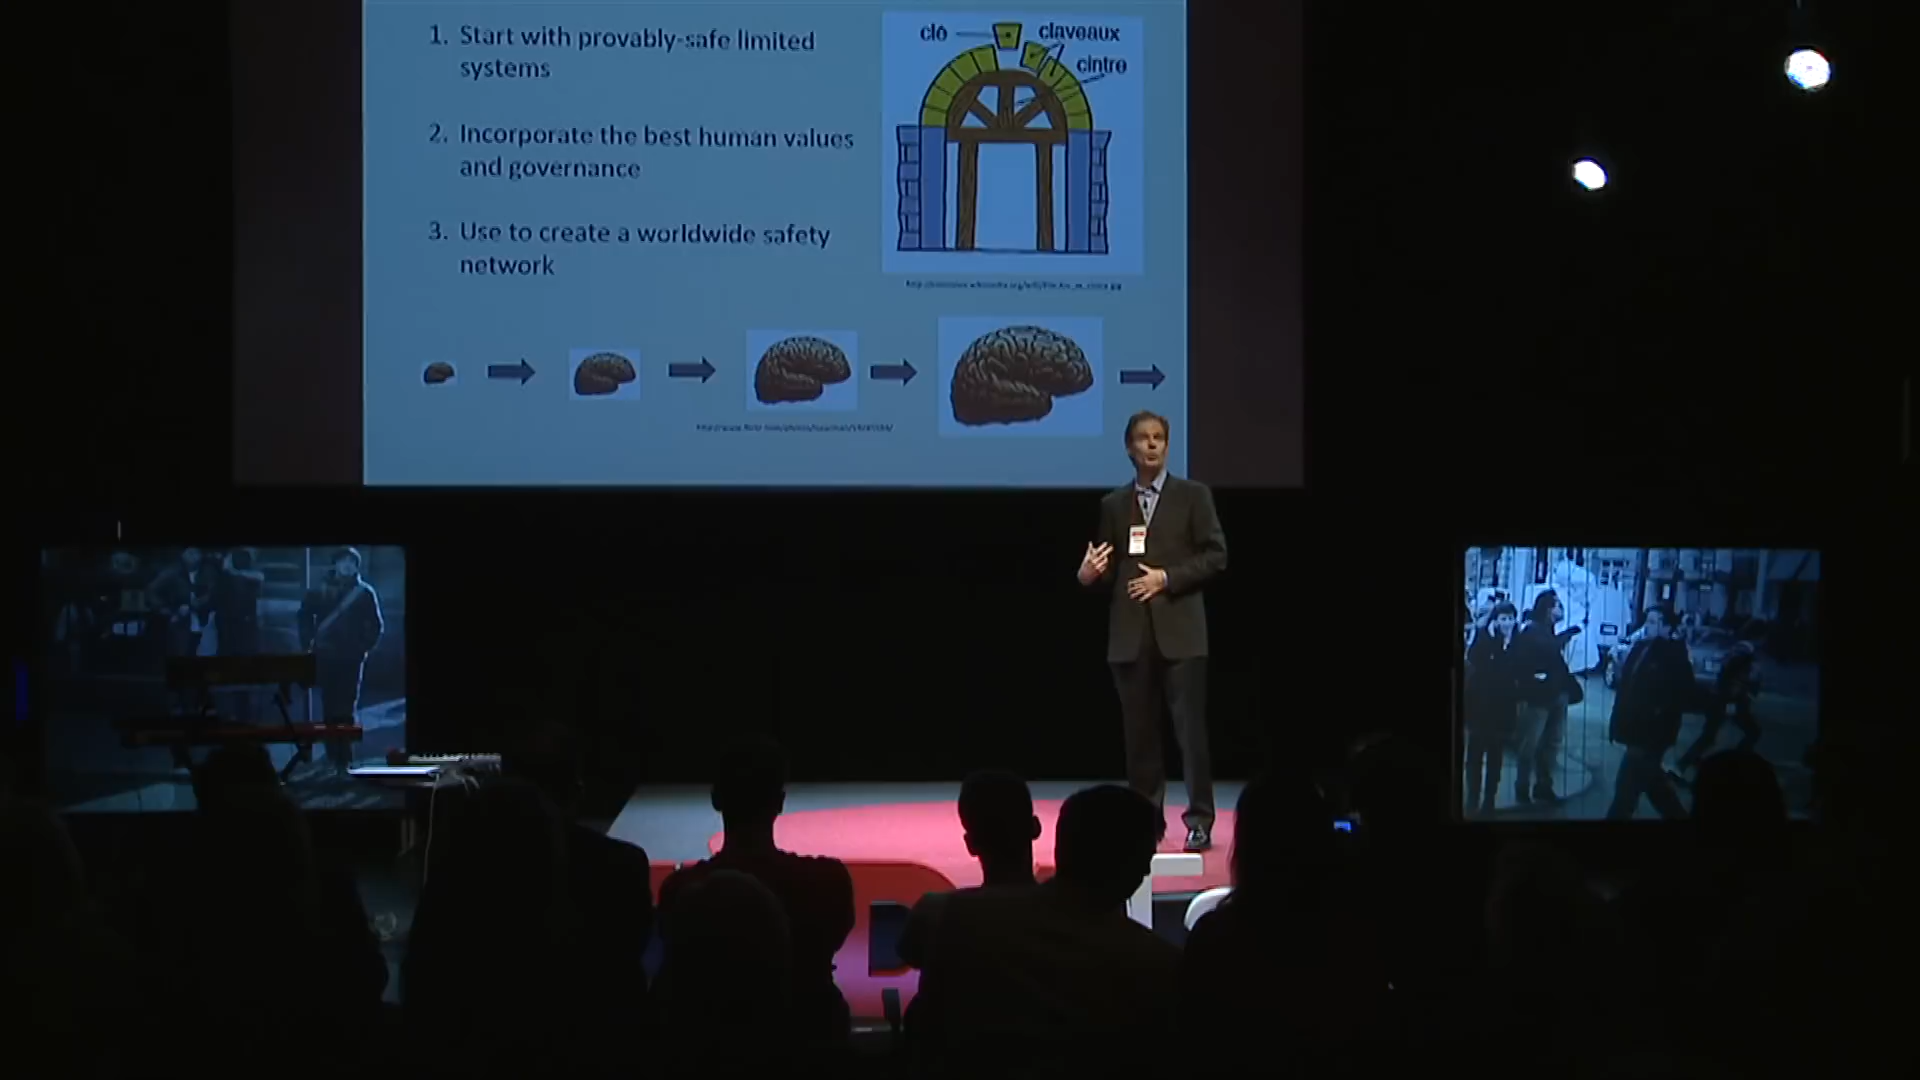 1. Start with provably-safe limited
systems
2. Incorporate the best human values
and governance
3. Use to create a worldwide safety
network
clé
claveaux
cintre